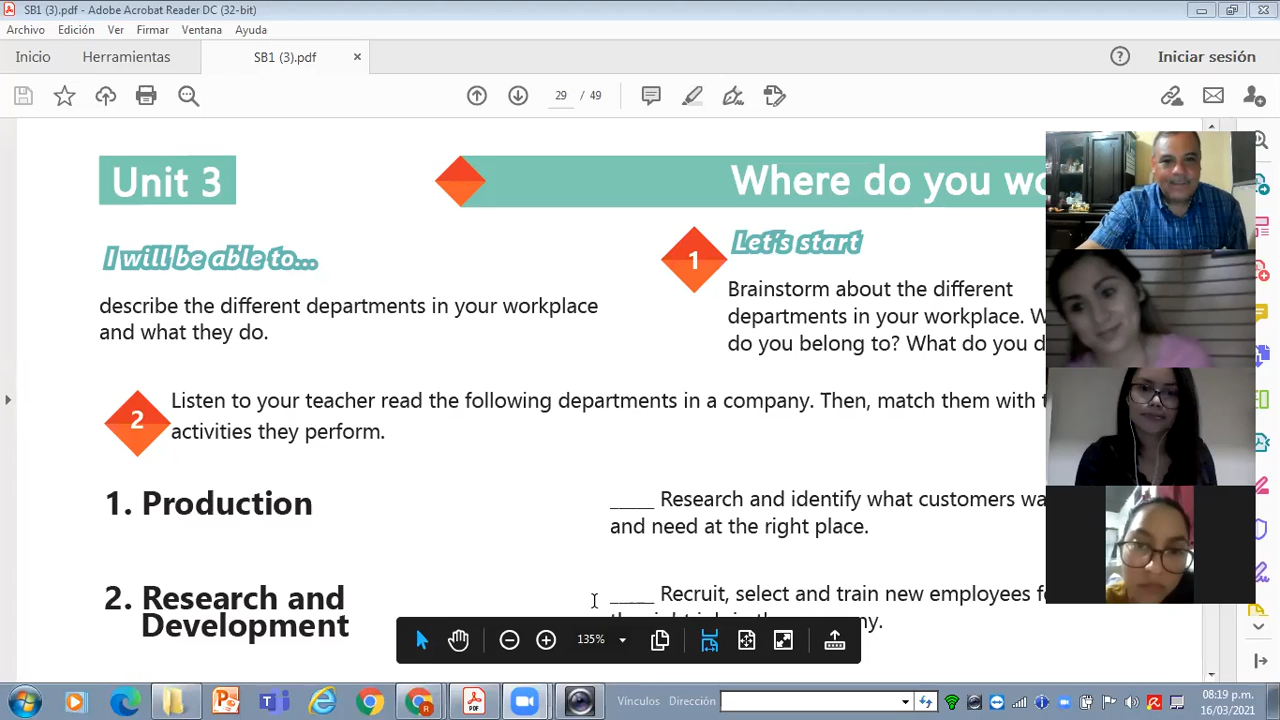 SB1 (3).pdf - Adobe Acrobat Reader DC (32-bit)
Archivo Edición Ver Firmar Ventana Ayuda
Inicio Herramientas SB1 (3).pdf × Iniciar sesión
29 / 49
Unit 3
Where do you
I will be able to...
describe the different departments in your workplace
and what they do.
1
Let's start
Brainstorm about the different
departments in your workplace.
do you belong to? What do you
2
Listen to your teacher read the following departments in a company. Then, match them with
activities they perform.
1. Production
_____ Research and identify what customers
and need at the right place.
2. Research and
Development
_____ Recruit, select and train new employees
135%
Vínculos Dirección
08:19 p.m.
16/03/2021